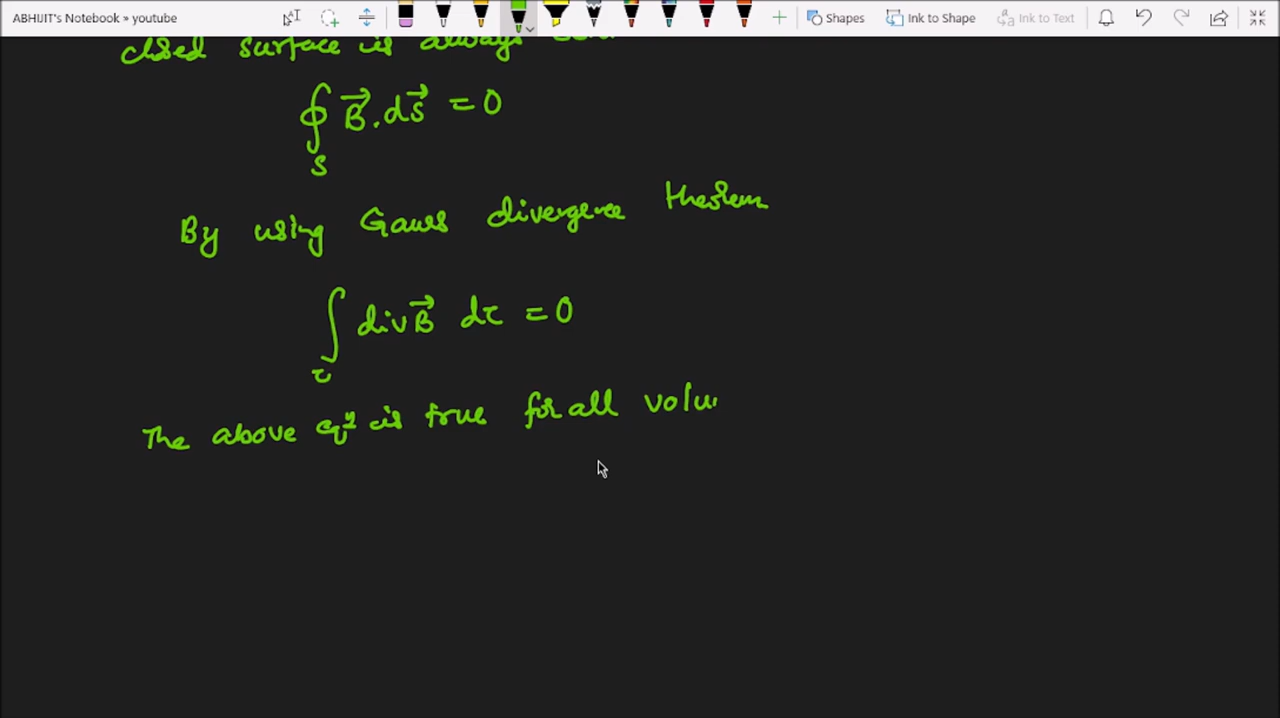 ABHIJIT's Notebook » youtube
Shapes
Ink to Shape
Ink to Text
closed surface is always
∮ B⃗.dS⃗ = 0
S
By using Gauss divergence theorem
∫ div B⃗ dτ = 0
τ
The above eqⁿ is true for all volu